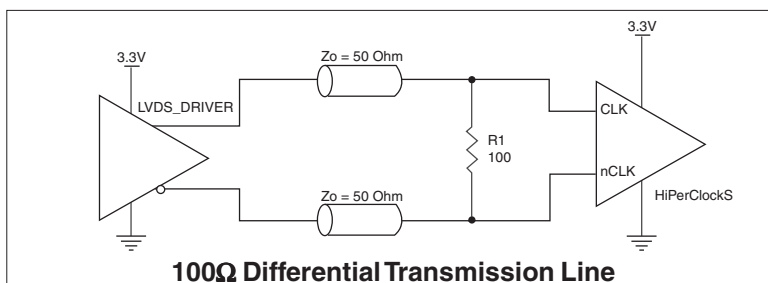 3.3V
3.3V
Zo = 50 Ohm
LVDS_DRIVER
CLK
R1
100
nCLK
Zo = 50 Ohm
HiPerClockS
100Ω Differential Transmission Line